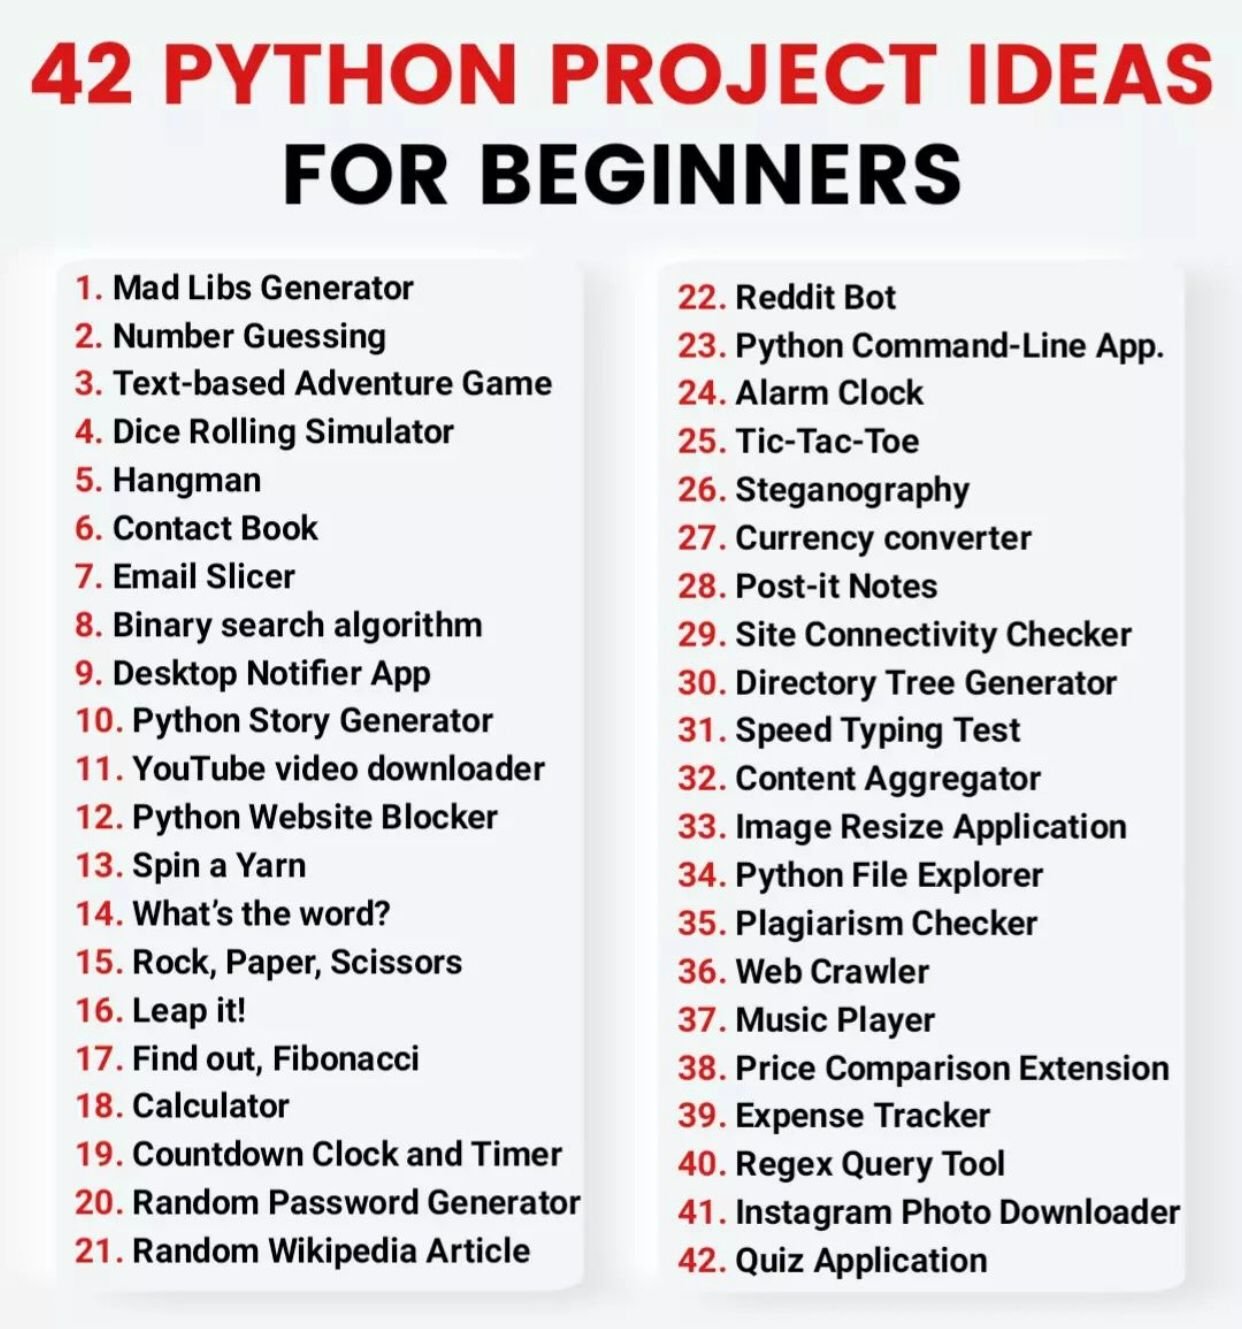 42 PYTHON PROJECT IDEAS
FOR BEGINNERS
1. Mad Libs Generator
2. Number Guessing
3. Text-based Adventure Game
4. Dice Rolling Simulator
5. Hangman
6. Contact Book
7. Email Slicer
8. Binary search algorithm
9. Desktop Notifier App
10. Python Story Generator
11. YouTube video downloader
12. Python Website Blocker
13. Spin a Yarn
14. What's the word?
15. Rock, Paper, Scissors
16. Leap it!
17. Find out, Fibonacci
18. Calculator
19. Countdown Clock and Timer
20. Random Password Generator
21. Random Wikipedia Article
22. Reddit Bot
23. Python Command-Line App.
24. Alarm Clock
25. Tic-Tac-Toe
26. Steganography
27. Currency converter
28. Post-it Notes
29. Site Connectivity Checker
30. Directory Tree Generator
31. Speed Typing Test
32. Content Aggregator
33. Image Resize Application
34. Python File Explorer
35. Plagiarism Checker
36. Web Crawler
37. Music Player
38. Price Comparison Extension
39. Expense Tracker
40. Regex Query Tool
41. Instagram Photo Downloader
42. Quiz Application